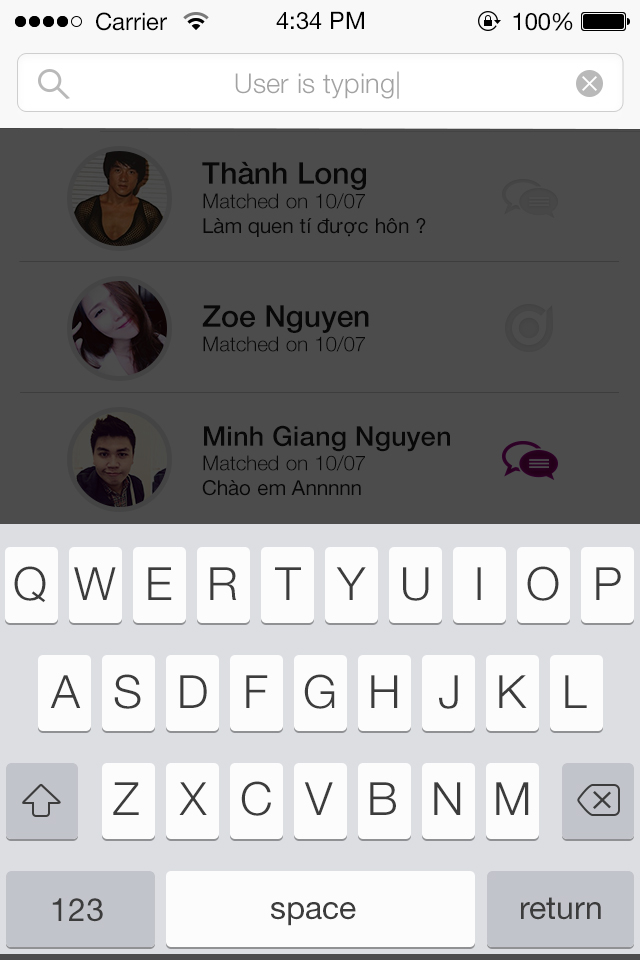 Carrier 4:34 PM 100%
User is typing
Thành Long
Matched on 10/07
Làm quen tí được hôn ?
Zoe Nguyen
Matched on 10/07
Minh Giang Nguyen
Matched on 10/07
Chào em Annnnn
Q W E R T Y U I O P
A S D F G H J K L
Z X C V B N M
123 space return